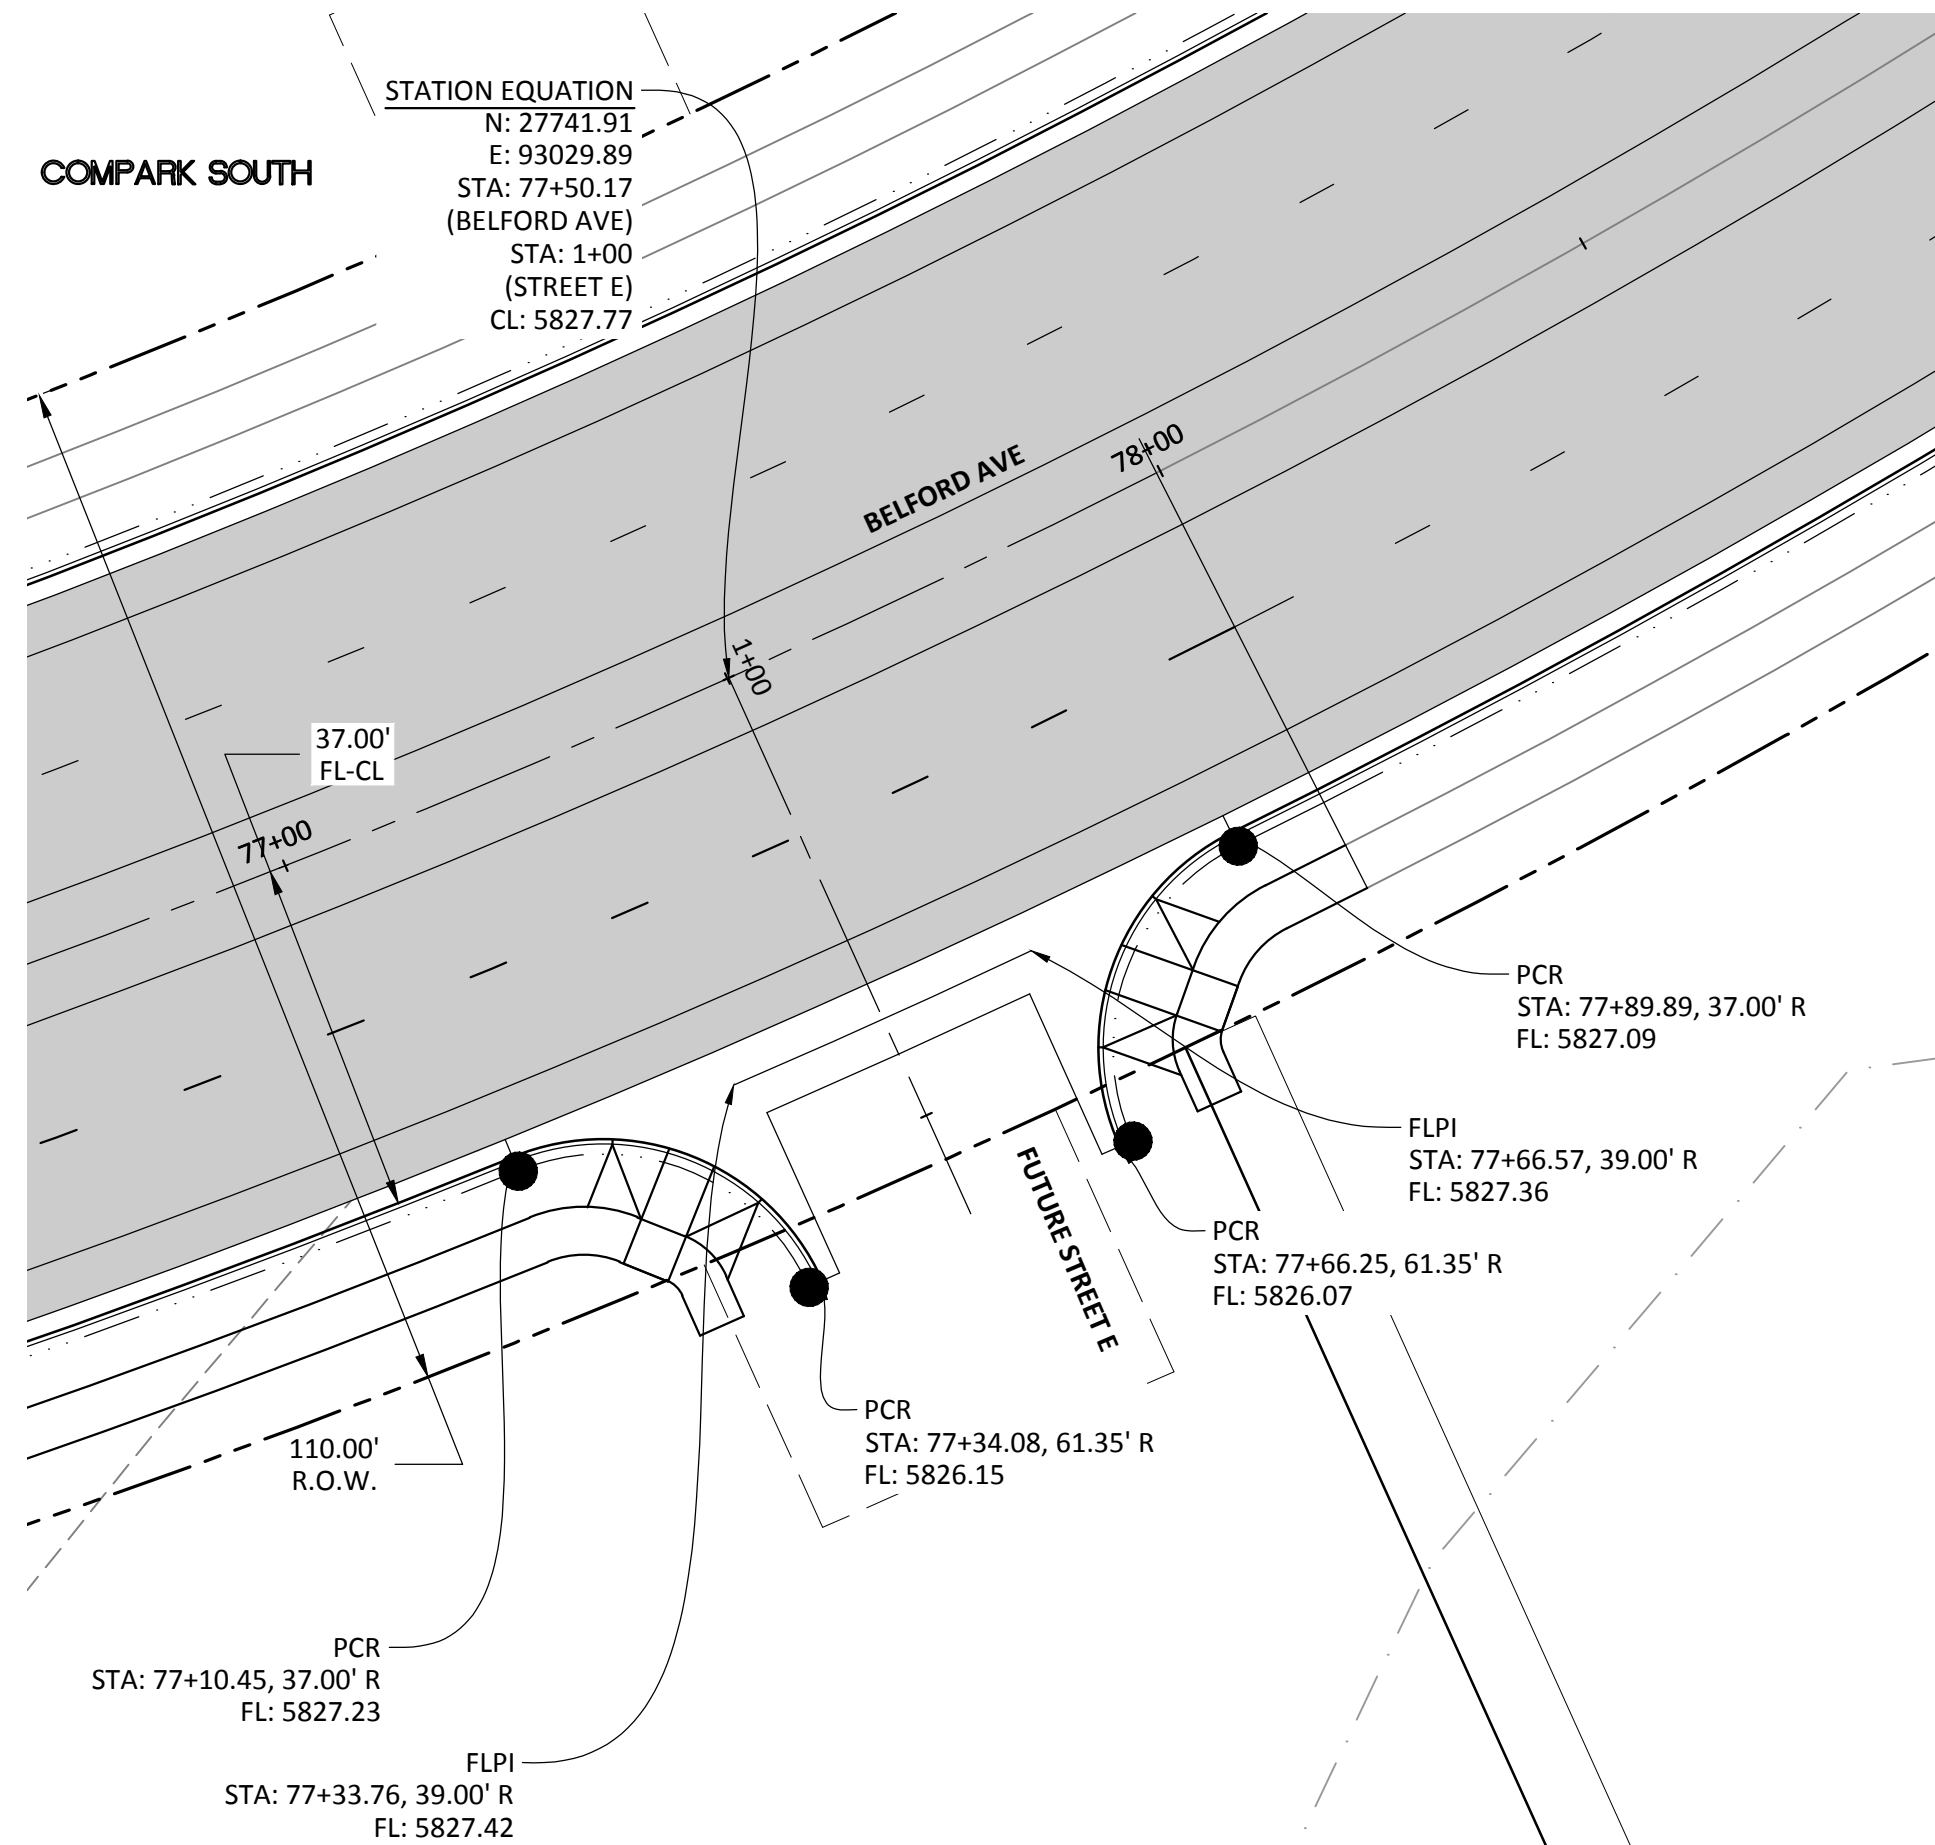 STATION EQUATION
N: 27741.91
E: 93029.89
STA: 77+50.17
(BELFORD AVE)
STA: 1+00
(STREET E)
CL: 5827.77
COMPARK SOUTH
BELFORD AVE
78+00
1+00
37.00'
FL-CL
77+00
PCR
STA: 77+89.89, 37.00' R
FL: 5827.09
FLPI
STA: 77+66.57, 39.00' R
FL: 5827.36
FUTURE STREET E
PCR
STA: 77+66.25, 61.35' R
FL: 5826.07
PCR
STA: 77+34.08, 61.35' R
FL: 5826.15
110.00'
R.O.W.
PCR
STA: 77+10.45, 37.00' R
FL: 5827.23
FLPI
STA: 77+33.76, 39.00' R
FL: 5827.42